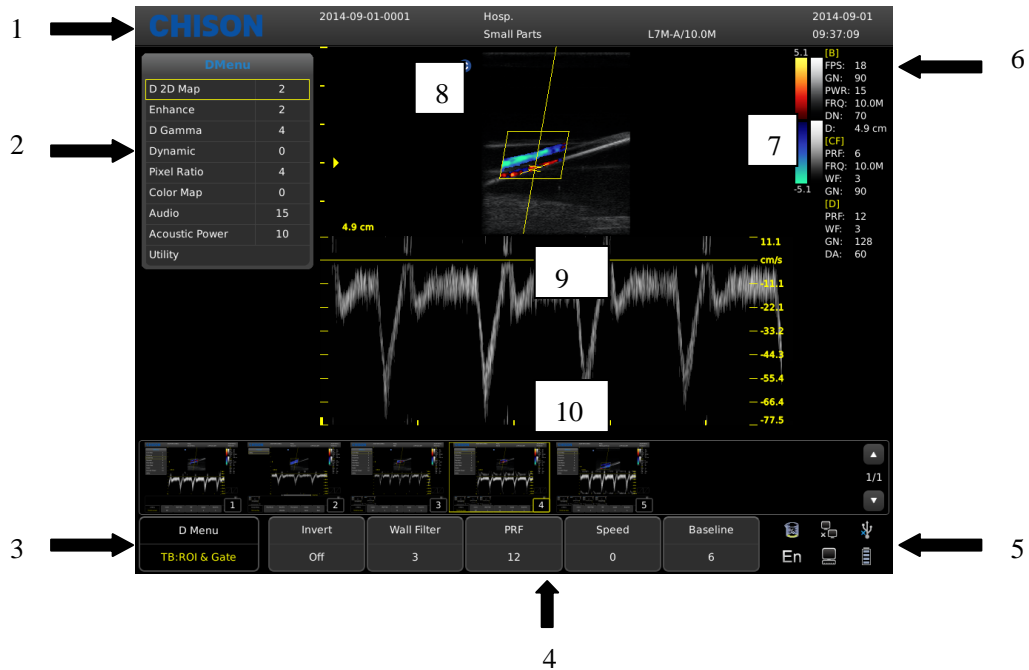 1
CHISON
2014-09-01-0001
Hosp.
2014-09-01
Small Parts
L7M-A/10.0M
09:37:09
6
2
DMenu
D 2D Map 2
Enhance 2
D Gamma 4
Dynamic 0
Pixel Ratio 4
Color Map 0
Audio 15
Acoustic Power 10
Utility
8
4.9 cm
7
5.1
-5.1
[B]
FPS: 18
GN: 90
PWR: 15
FRQ: 10.0M
DN: 70
D: 4.9 cm
[CF]
PRF: 6
FRQ: 10.0M
WF: 3
GN: 90
[D]
PRF: 12
WF: 3
GN: 128
DA: 60
9
10
11.1
cm/s
-11.1
-22.1
-33.2
-44.3
-55.4
-66.4
-77.5
1
2
3
4
5
1/1
3
D Menu
TB:ROI & Gate
Invert
Off
Wall Filter
3
PRF
12
Speed
0
Baseline
6
En
5
4